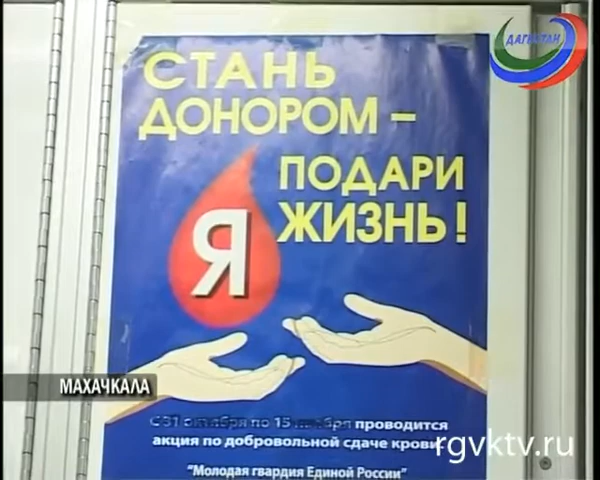 ДАГЕСТАН
СТАНЬ
ДОНОРОМ –
ПОДАРИ
Я ЖИЗНЬ!
МАХАЧКАЛА
С 31 октября по 15 ноября проводится
акция по добровольной сдаче крови
rgvktv.ru
"Молодая гвардия Единой России"